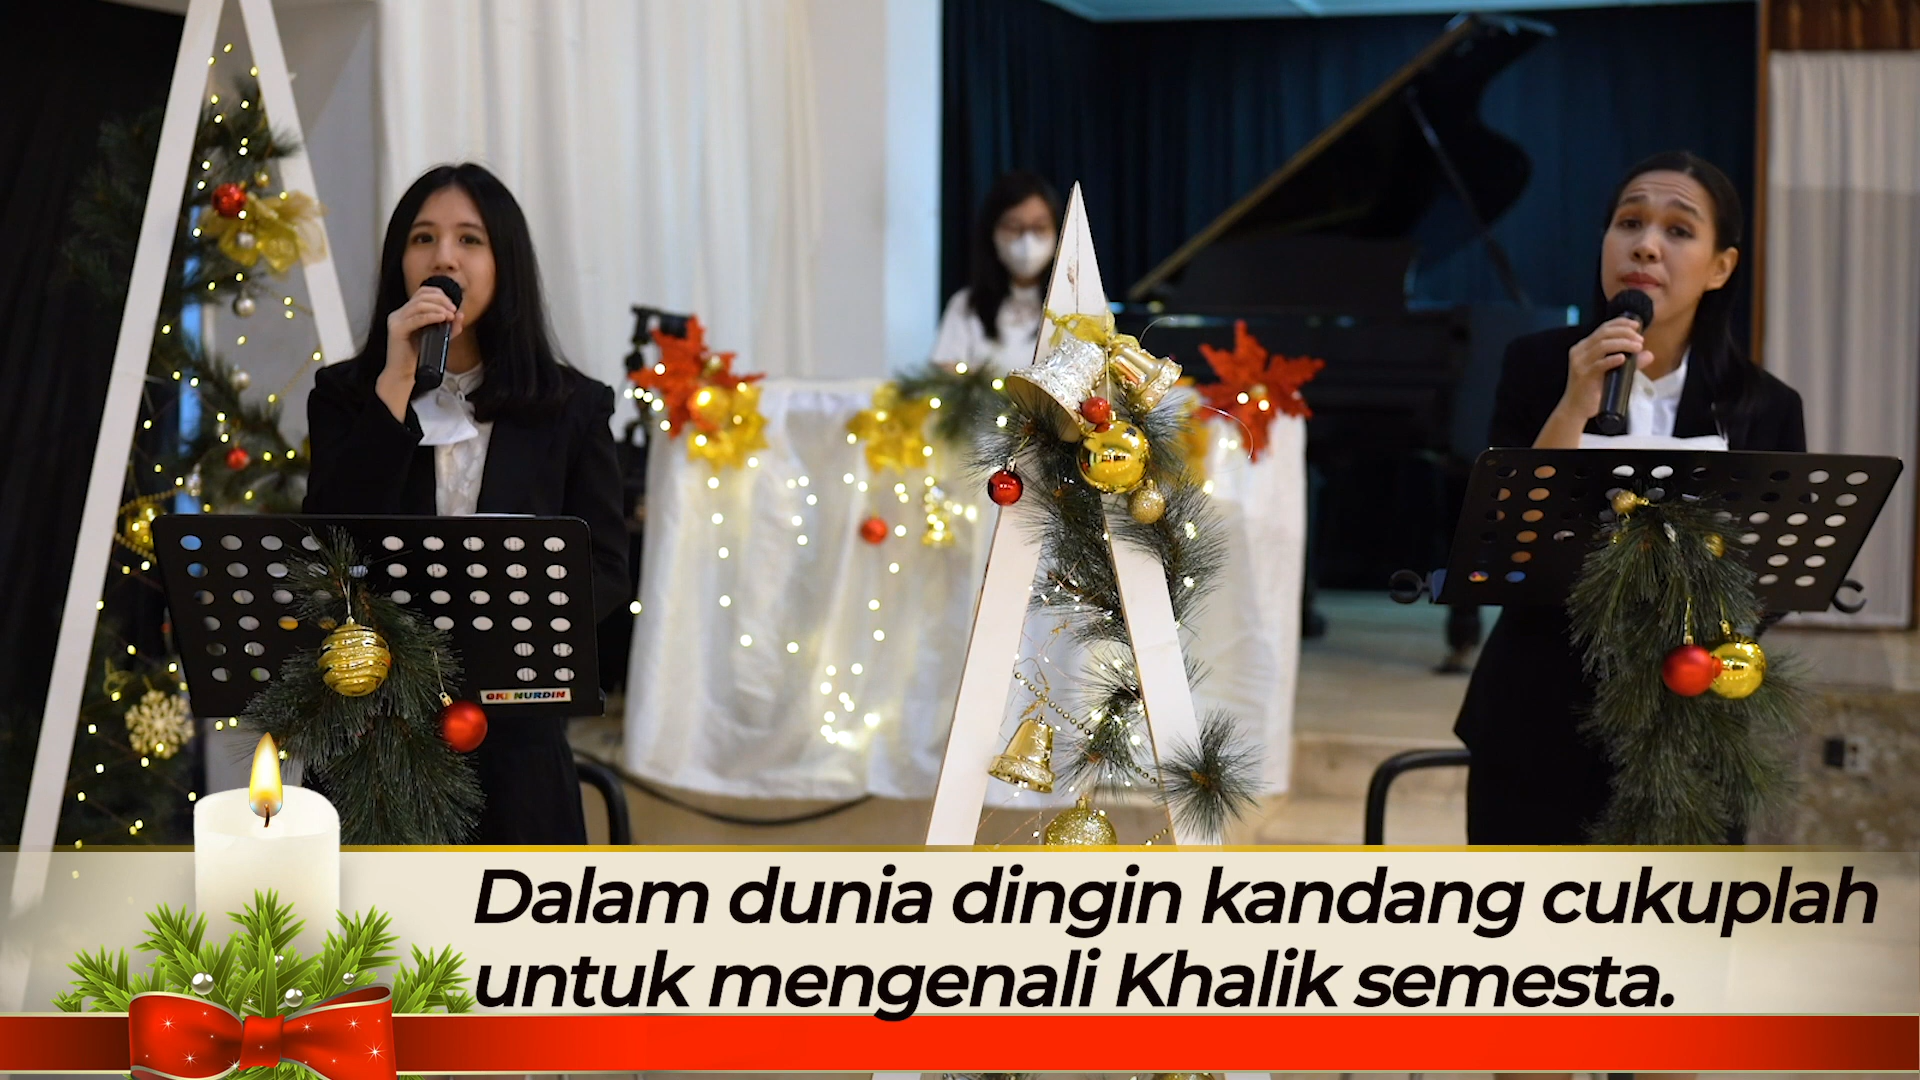 GKI NURDIN
Dalam dunia dingin kandang cukuplah
untuk mengenali Khalik semesta.